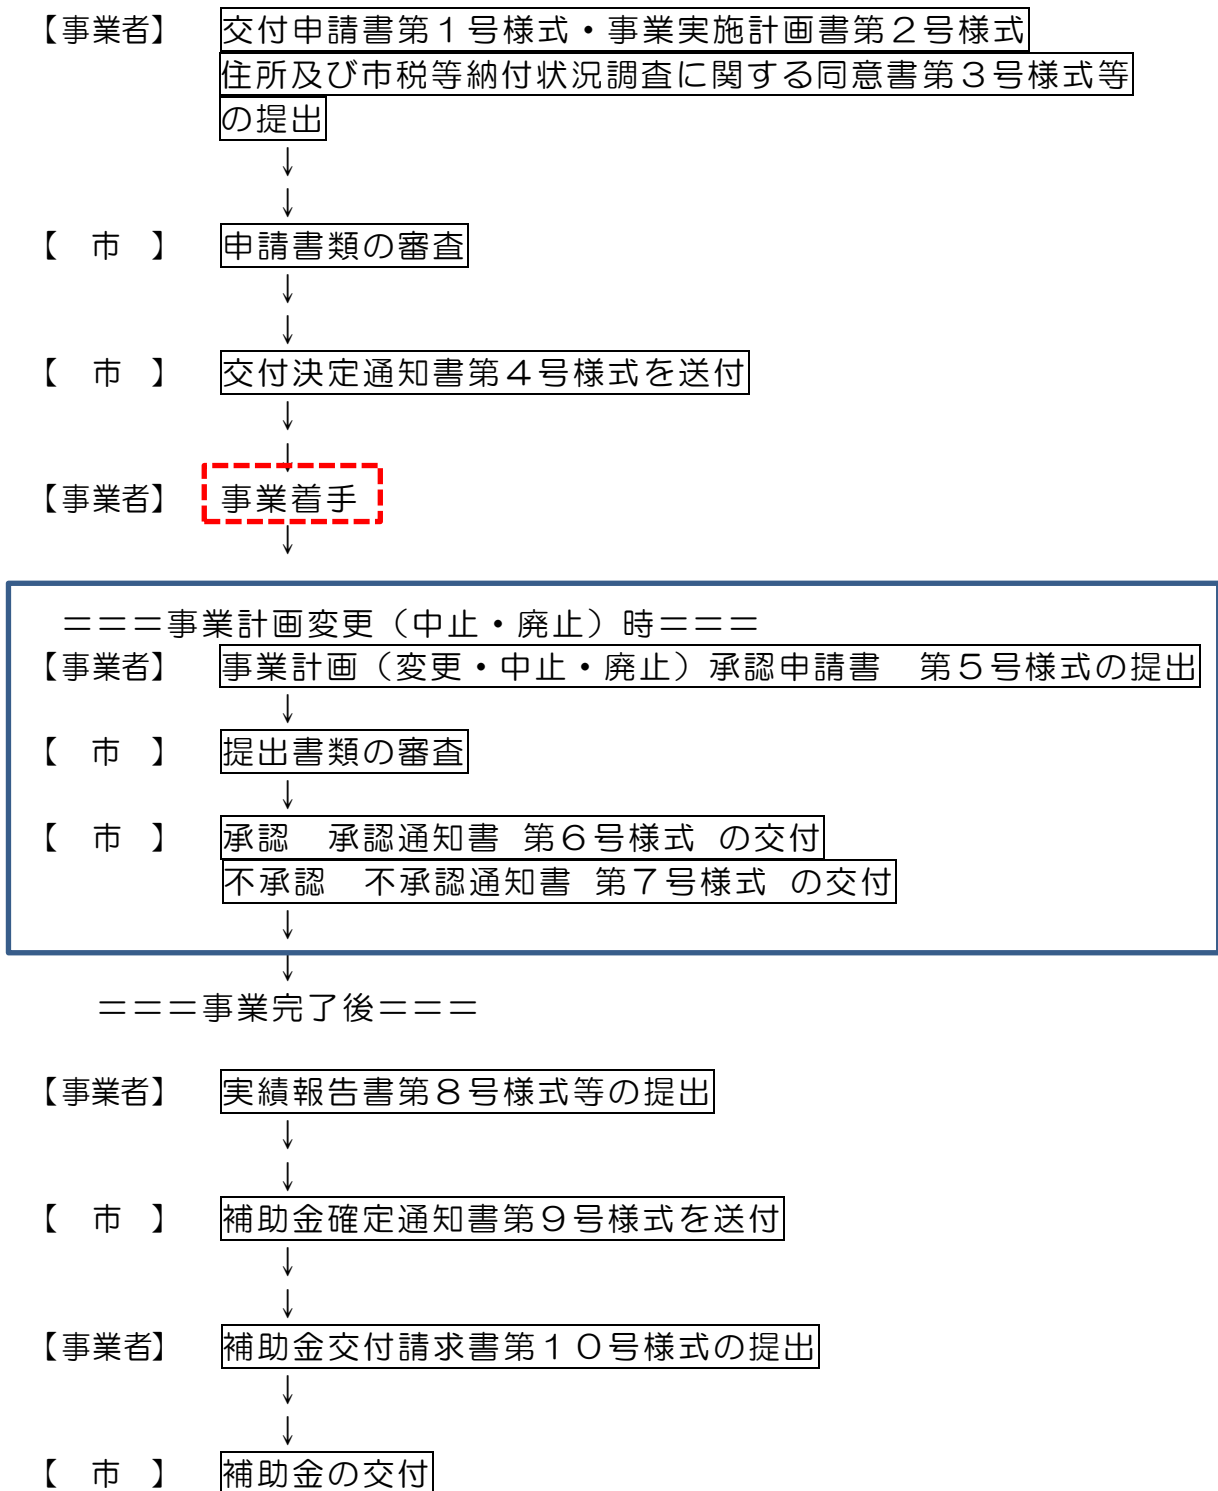 【事業者】 交付申請書第１号様式・事業実施計画書第２号様式
住所及び市税等納付状況調査に関する同意書第３号様式等
の提出
↓
↓
【　市　】 申請書類の審査
↓
↓
【　市　】 交付決定通知書第４号様式を送付
↓
↓
【事業者】 事業着手
↓
＝＝＝事業計画変更（中止・廃止）時＝＝＝
【事業者】 事業計画（変更・中止・廃止）承認申請書　第５号様式の提出
↓
【　市　】 提出書類の審査
↓
【　市　】 承認　承認通知書 第６号様式 の交付
不承認　不承認通知書 第７号様式 の交付
↓
↓
＝＝＝事業完了後＝＝＝
【事業者】 実績報告書第８号様式等の提出
↓
↓
【　市　】 補助金確定通知書第９号様式を送付
↓
↓
【事業者】 補助金交付請求書第１０号様式の提出
↓
↓
【　市　】 補助金の交付